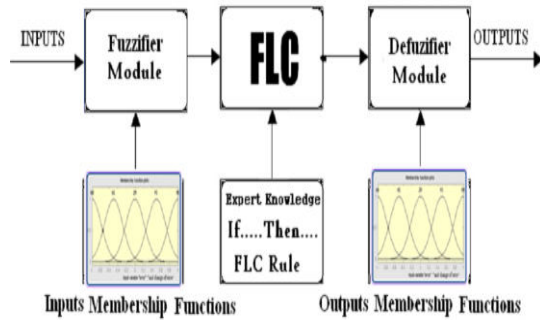 INPUTS
Fuzzifier
Module
FLC
Defuzifier
Module
OUTPUTS
Expert Knowledge
If.....Then....
FLC Rule
Inputs Membership Functions
Outputs Membership Functions